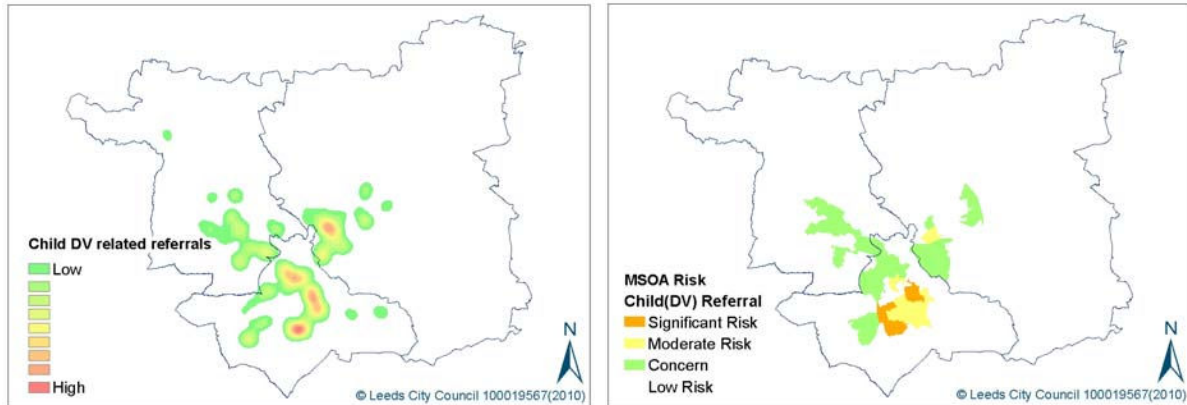 Child DV related referrals
Low
High
N
© Leeds City Council 100019567(2010)
MSOA Risk
Child(DV) Referral
Significant Risk
Moderate Risk
Concern
Low Risk
N
© Leeds City Council 100019567(2010)